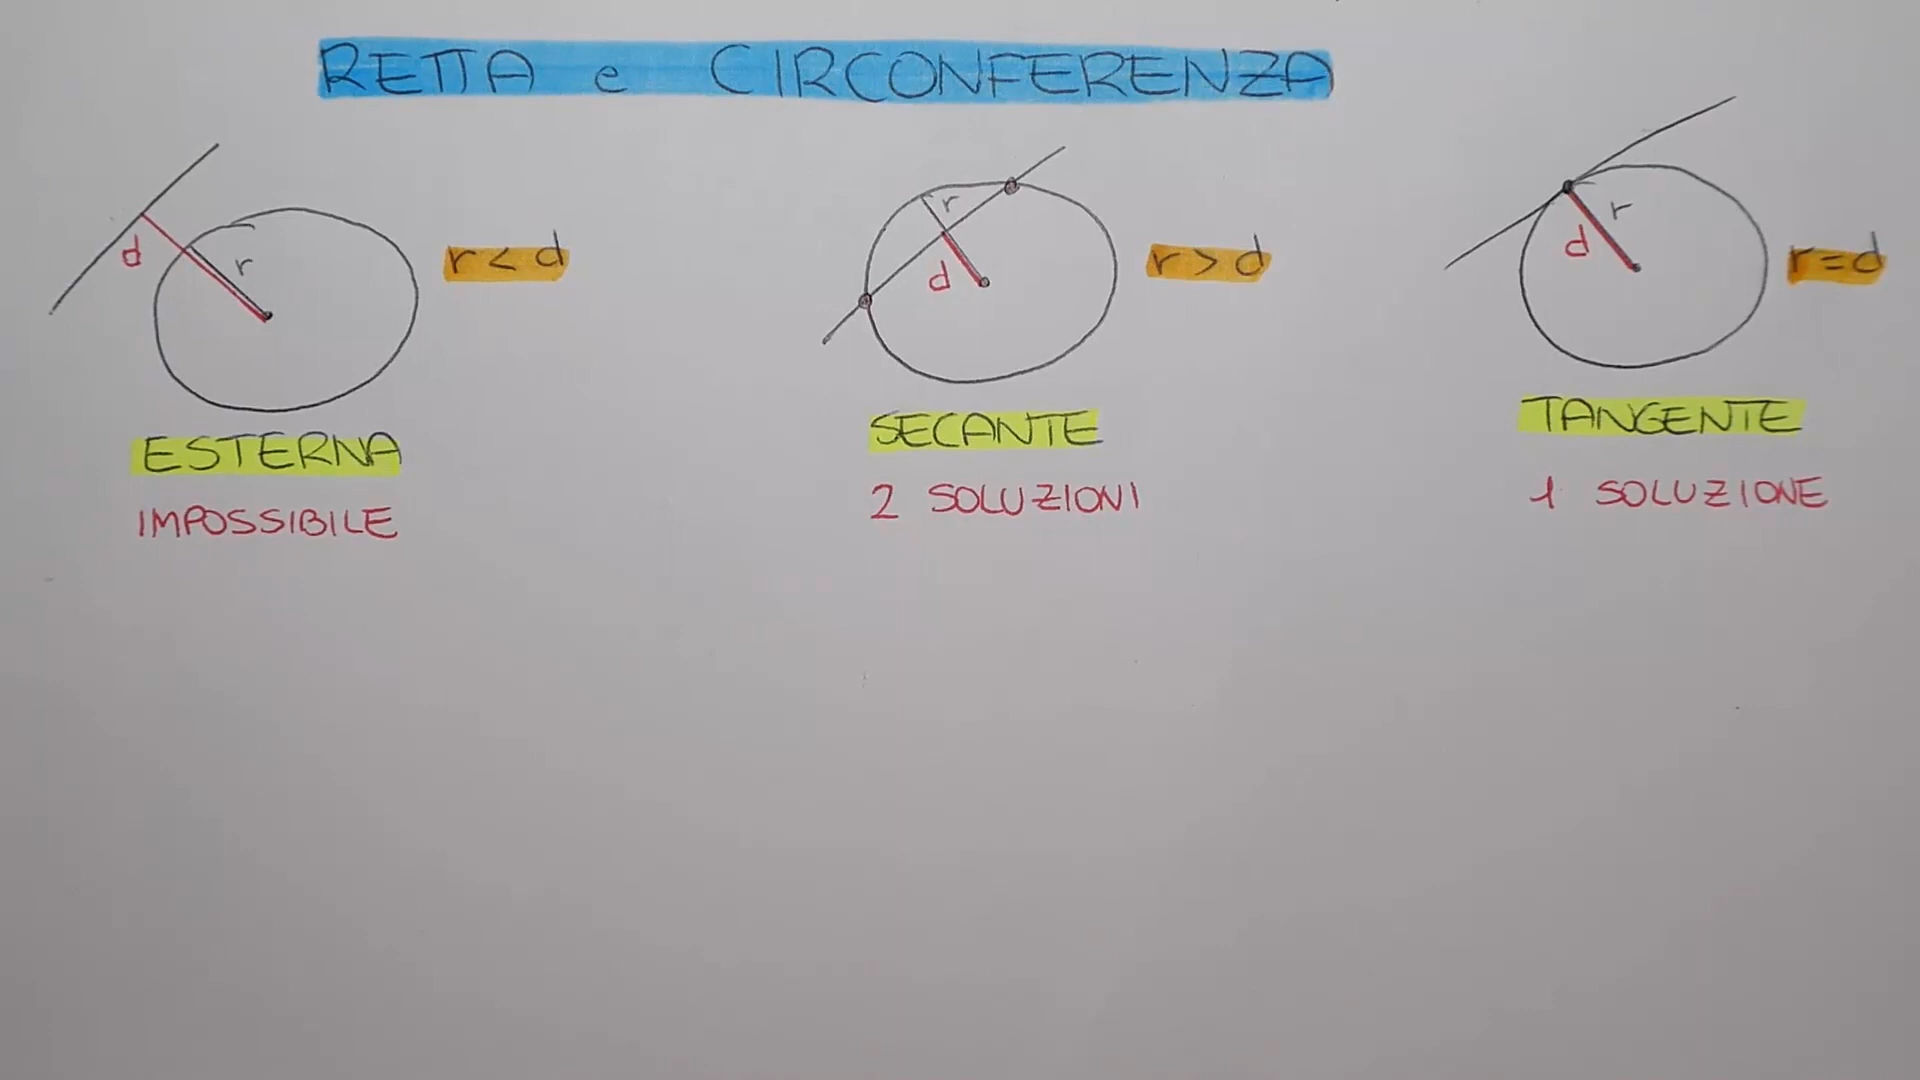 RETTA e CIRCONFERENZA
d
r
r < d
ESTERNA
IMPOSSIBILE
r
d
r > d
SECANTE
2 SOLUZIONI
r
d
r = d
TANGENTE
1 SOLUZIONE